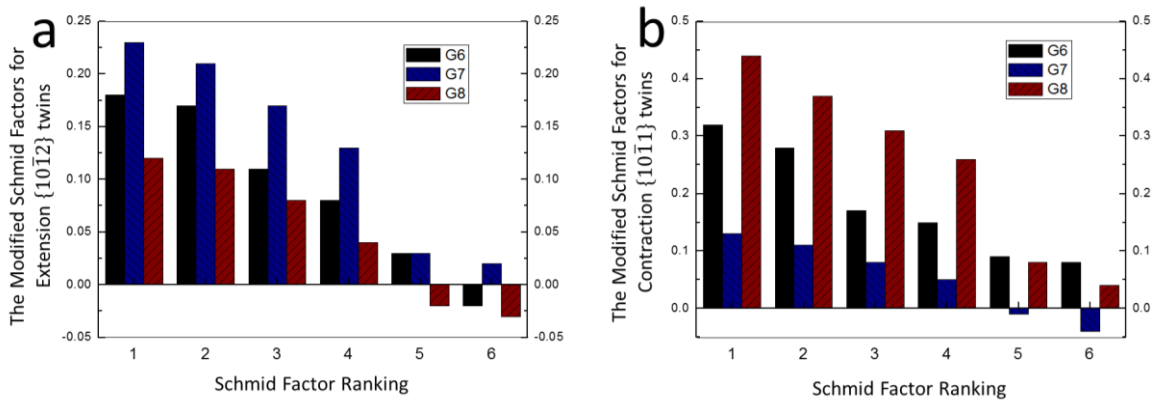 a
The Modified Schmid Factors for
Extension {101̄2} twins
0.25
0.20
0.15
0.10
0.05
0.00
-0.05
0.25
0.20
0.15
0.10
0.05
0.00
-0.05
G6
G7
G8
1 2 3 4 5 6
Schmid Factor Ranking
b
The Modified Schmid Factors for
Contraction {101̄1} twins
0.5
0.4
0.3
0.2
0.1
0.0
0.5
0.4
0.3
0.2
0.1
0.0
G6
G7
G8
1 2 3 4 5 6
Schmid Factor Ranking